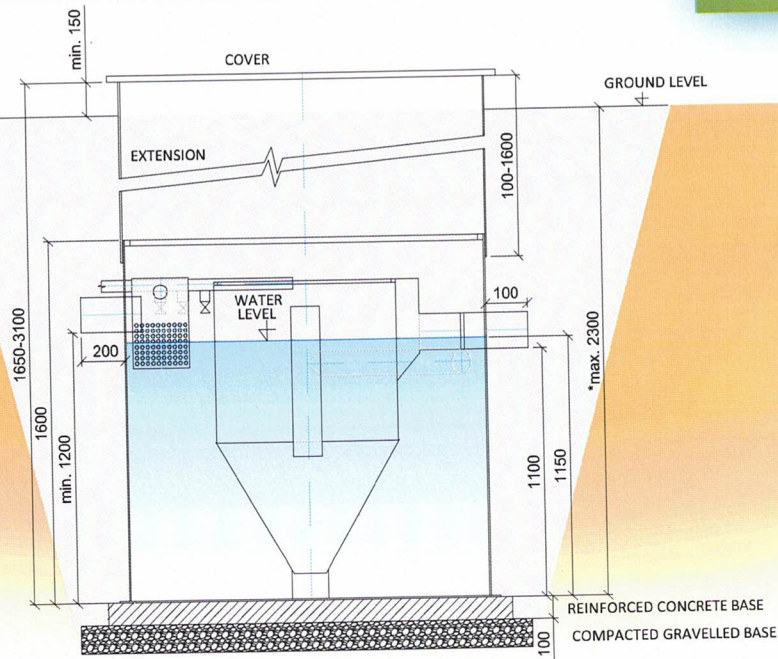 min. 150
COVER
GROUND LEVEL
EXTENSION
100-1600
WATER
LEVEL
100
200
1650-3100
1600
min. 1200
*max. 2300
1100
1150
REINFORCED CONCRETE BASE
100
COMPACTED GRAVELLED BASE